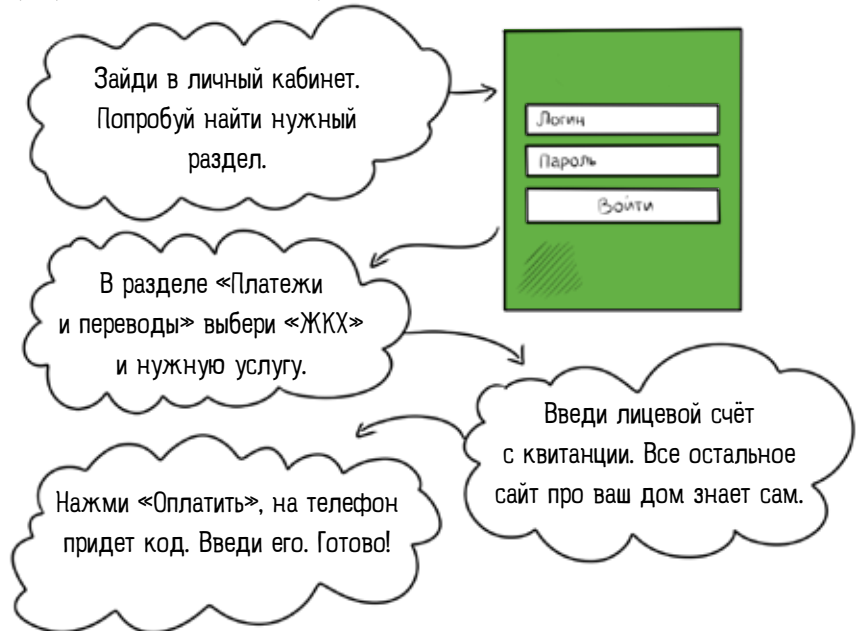 Зайди в личный кабинет.
Попробуй найти нужный
раздел.
Логин
Пароль
Войти
В разделе «Платежи
и переводы» выбери «ЖКХ»
и нужную услугу.
Введи лицевой счёт
с квитанции. Все остальное
сайт про ваш дом знает сам.
Нажми «Оплатить», на телефон
придет код. Введи его. Готово!